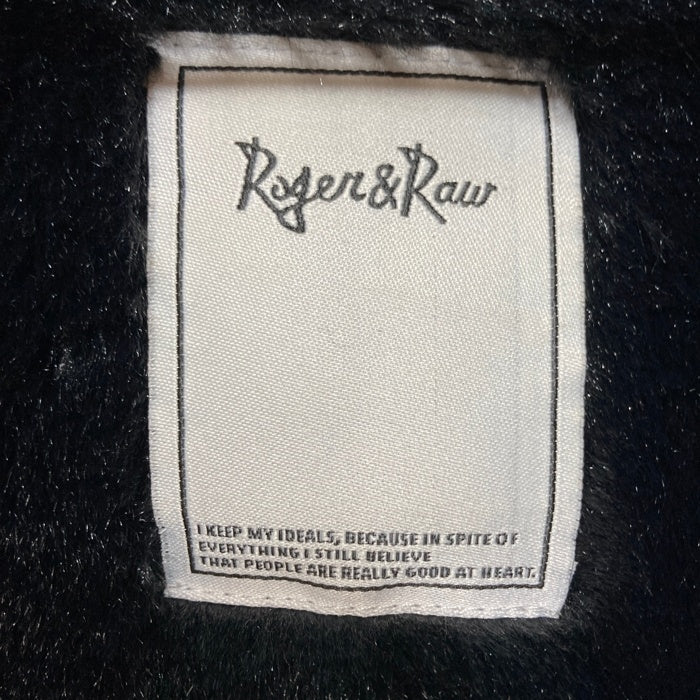 Roger&Raw
I KEEP MY IDEALS, BECAUSE IN SPITE OF
EVERYTHING I STILL BELIEVE
THAT PEOPLE ARE REALLY GOOD AT HEART.